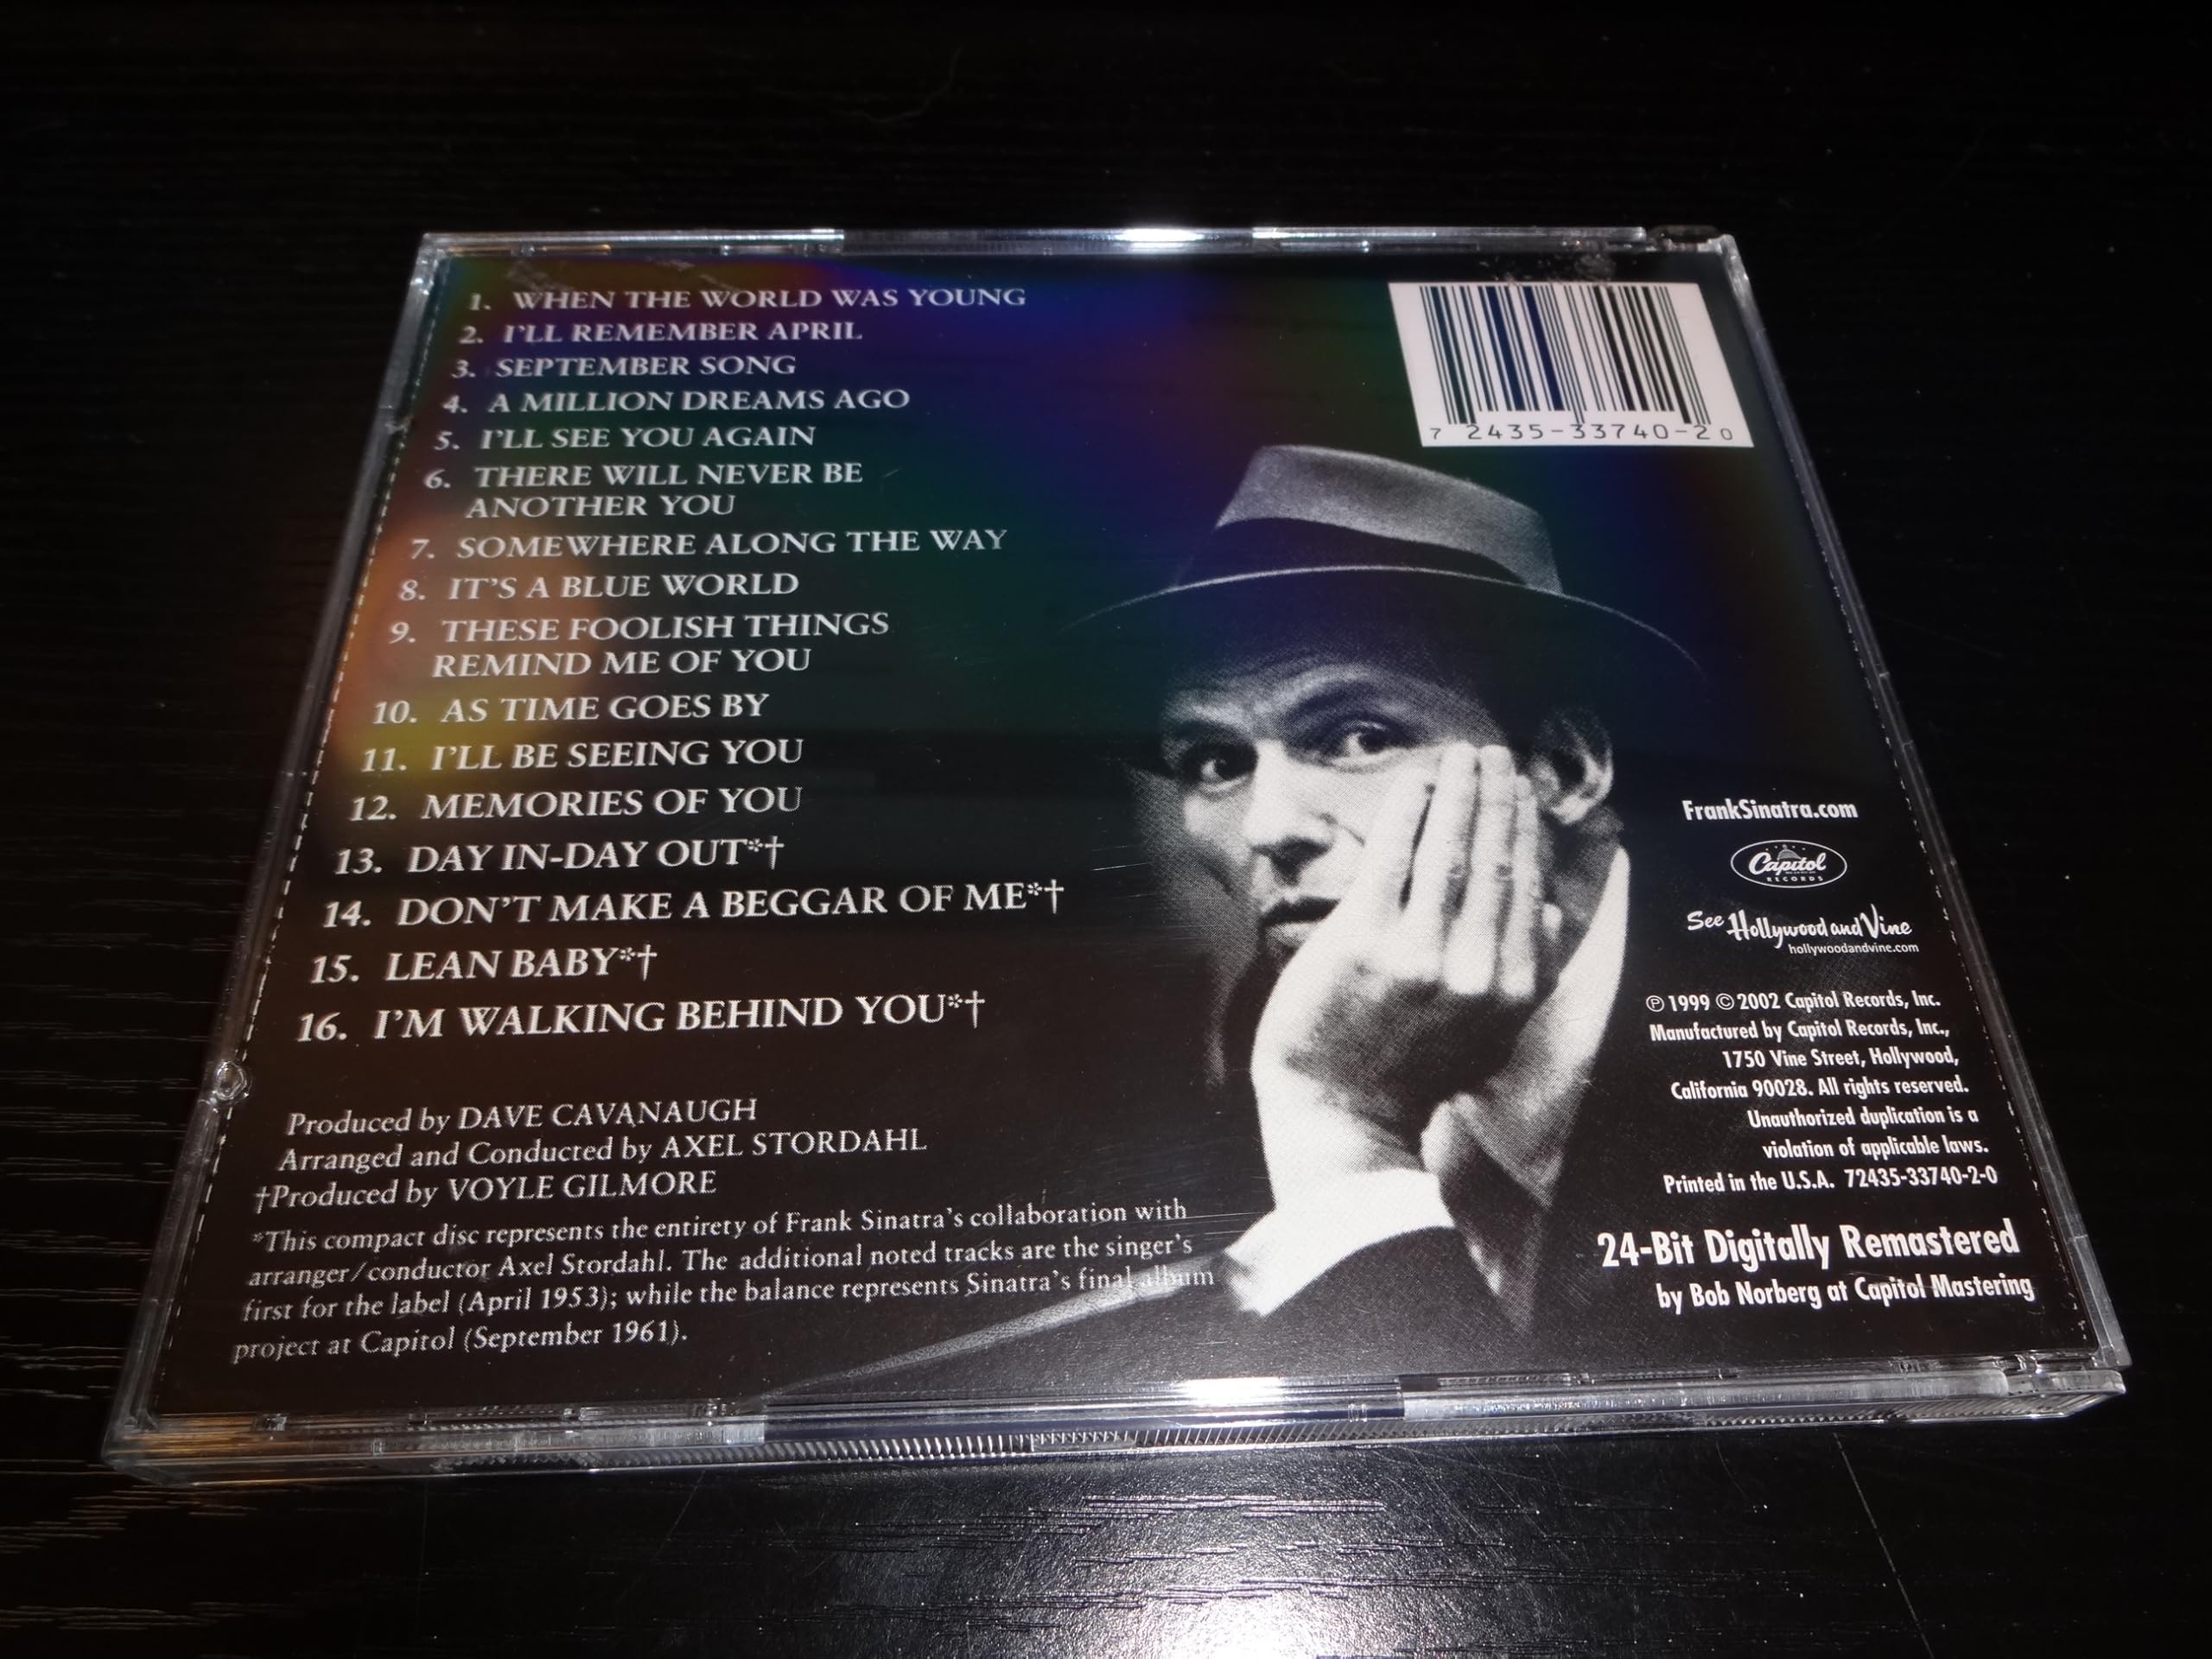 1. WHEN THE WORLD WAS YOUNG
2. I'LL REMEMBER APRIL
3. SEPTEMBER SONG
4. A MILLION DREAMS AGO
5. I'LL SEE YOU AGAIN
6. THERE WILL NEVER BE
ANOTHER YOU
7. SOMEWHERE ALONG THE WAY
8. IT'S A BLUE WORLD
9. THESE FOOLISH THINGS
REMIND ME OF YOU
10. AS TIME GOES BY
11. I'LL BE SEEING YOU
12. MEMORIES OF YOU
13. DAY IN-DAY OUT*†
14. DON'T MAKE A BEGGAR OF ME*†
15. LEAN BABY*†
16. I'M WALKING BEHIND YOU*†
Produced by DAVE CAVANAUGH
Arranged and Conducted by AXEL STORDAHL
†Produced by VOYLE GILMORE
*This compact disc represents the entirety of Frank Sinatra's collaboration with
arranger/conductor Axel Stordahl. The additional noted tracks are the singer's
first for the label (April 1953); while the balance represents Sinatra's final album
project at Capitol (September 1961).
7 2435-33740-2 0
FrankSinatra.com
Capitol
RECORDS
See Hollywood and Vine
hollywoodandvine.com
℗ 1999 © 2002 Capitol Records, Inc.
Manufactured by Capitol Records, Inc.,
1750 Vine Street, Hollywood,
California 90028. All rights reserved.
Unauthorized duplication is a
violation of applicable laws.
Printed in the U.S.A. 72435-33740-2-0
24-Bit Digitally Remastered
by Bob Norberg at Capitol Mastering